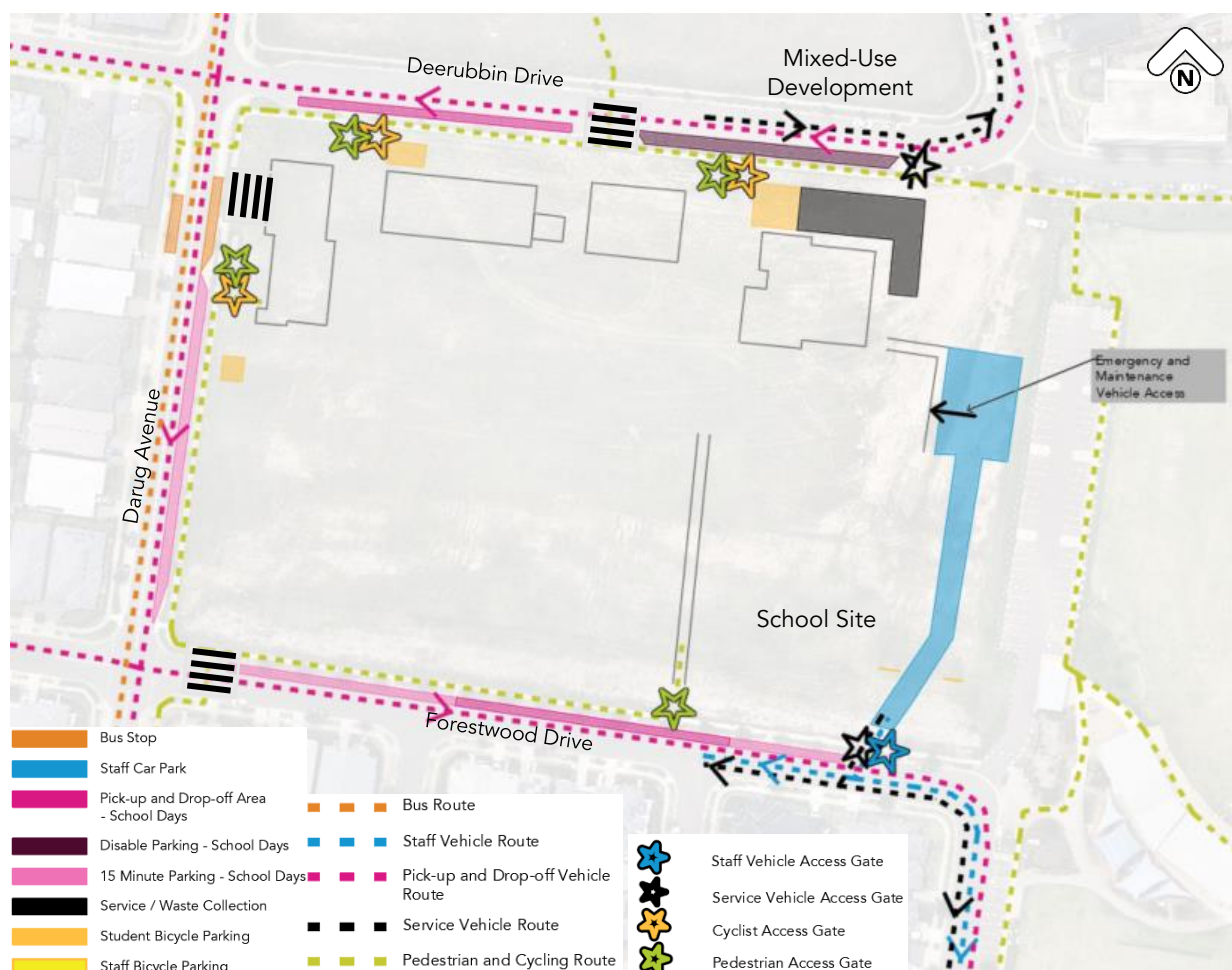 Mixed-Use
Development
N
Deerubbin Drive
Emergency and
Maintenance
Vehicle Access
Darug Avenue
School Site
Forestwood Drive
Bus Stop
Staff Car Park
Pick-up and Drop-off Area
- School Days
Disable Parking - School Days
15 Minute Parking - School Days
Service / Waste Collection
Student Bicycle Parking
Staff Bicycle Parking
Bus Route
Staff Vehicle Route
Pick-up and Drop-off Vehicle
Route
Service Vehicle Route
Pedestrian and Cycling Route
Staff Vehicle Access Gate
Service Vehicle Access Gate
Cyclist Access Gate
Pedestrian Access Gate